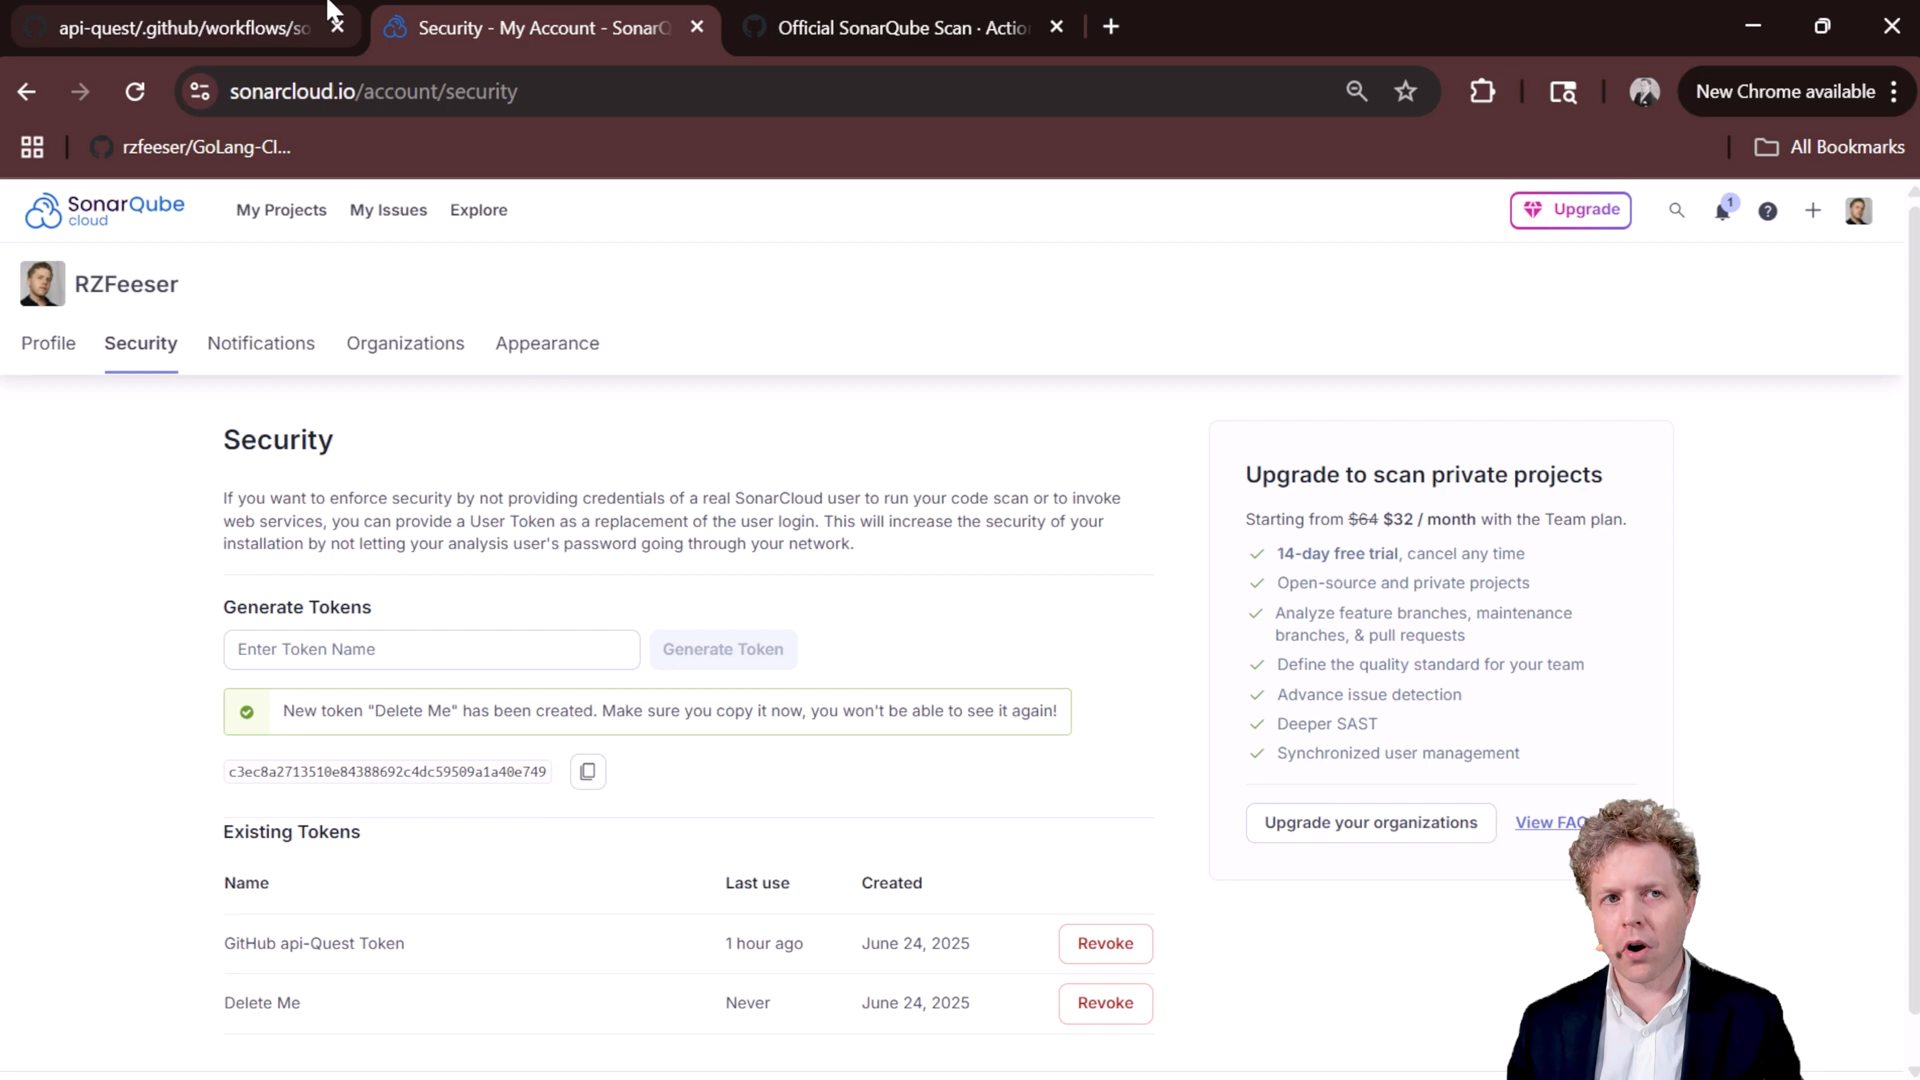 api-quest/.github/workflows/so
Security - My Account - SonarQ
Official SonarQube Scan · Actio
sonarcloud.io/account/security
New Chrome available
rzfeeser/GoLang-Cl...
All Bookmarks
SonarQube cloud
My Projects
My Issues
Explore
Upgrade
1
RZFeeser
Profile
Security
Notifications
Organizations
Appearance
Security
If you want to enforce security by not providing credentials of a real SonarCloud user to run your code scan or to invoke
web services, you can provide a User Token as a replacement of the user login. This will increase the security of your
installation by not letting your analysis user's password going through your network.
Generate Tokens
Enter Token Name
Generate Token
New token "Delete Me" has been created. Make sure you copy it now, you won't be able to see it again!
c3ec8a2713510e84388692c4dc59509a1a40e749
Existing Tokens
Name Last use Created
GitHub api-Quest Token 1 hour ago June 24, 2025 Revoke
Delete Me Never June 24, 2025 Revoke
Upgrade to scan private projects
Starting from $64 $32 / month with the Team plan.
14-day free trial, cancel any time
Open-source and private projects
Analyze feature branches, maintenance
branches, & pull requests
Define the quality standard for your team
Advance issue detection
Deeper SAST
Synchronized user management
Upgrade your organizations
View FAQ